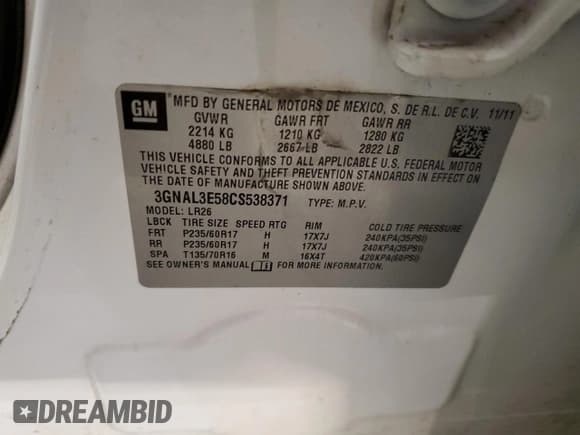 GM
MFD BY GENERAL MOTORS DE MEXICO, S. DE R.L. DE C.V. 11/11
GVWR GAWR FRT GAWR RR
2214 KG 1210 KG 1280 KG
4880 LB 2667 LB 2822 LB
THIS VEHICLE CONFORMS TO ALL APPLICABLE U.S. FEDERAL MOTOR
VEHICLE SAFETY AND THEFT PREVENTION STANDARDS IN EFFECT ON
THE DATE OF MANUFACTURE SHOWN ABOVE.
3GNAL3E58CS538371 TYPE: M.P.V.
MODEL: LR26
LBCK TIRE SIZE SPEED RTG RIM COLD TIRE PRESSURE
FRT P235/60R17 H 17X7J 240KPA(35PSI)
RR P235/60R17 H 17X7J 240KPA(35PSI)
SPA T135/70R16 M 16X4T 420KPA(60PSI)
SEE OWNER'S MANUAL FOR MORE INFORMATION.
DREAMBID